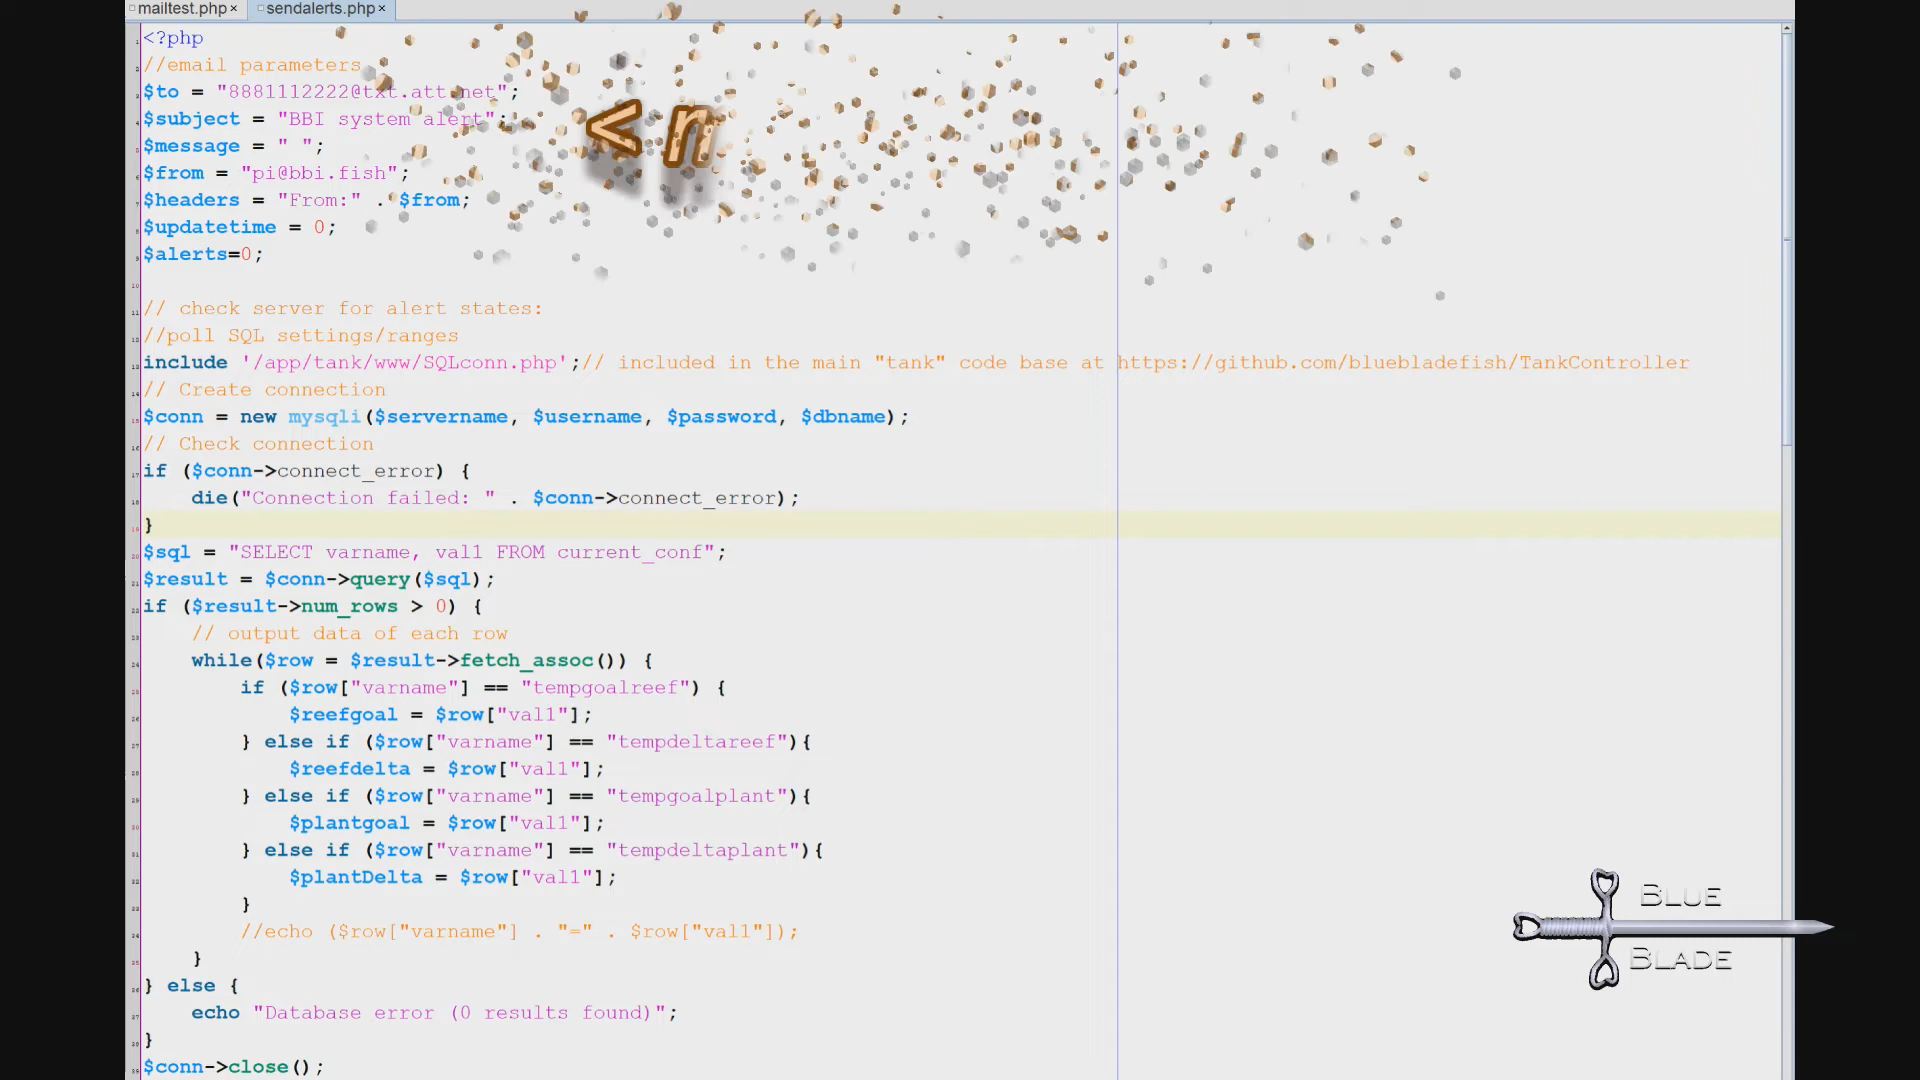 mailtest.php×
sendalerts.php×
<?php
//email parameters
$to = "8881112222@txt.att.net";
$subject = "BBI system alert";
$message = " ";
$from = "pi@bbi.fish";
$headers = "From:" . $from;
$updatetime = 0;
$alerts=0;
< n
// check server for alert states:
//poll SQL settings/ranges
include '/app/tank/www/SQLconn.php';// included in the main "tank" code base at https://github.com/bluebladefish/TankController
// Create connection
$conn = new mysqli($servername, $username, $password, $dbname);
// Check connection
if ($conn->connect_error) {
    die("Connection failed: " . $conn->connect_error);
}
$sql = "SELECT varname, val1 FROM current_conf";
$result = $conn->query($sql);
if ($result->num_rows > 0) {
    // output data of each row
    while($row = $result->fetch_assoc()) {
        if ($row["varname"] == "tempgoalreef") {
            $reefgoal = $row["val1"];
        } else if ($row["varname"] == "tempdeltareef"){
            $reefdelta = $row["val1"];
        } else if ($row["varname"] == "tempgoalplant"){
            $plantgoal = $row["val1"];
        } else if ($row["varname"] == "tempdeltaplant"){
            $plantDelta = $row["val1"];
        }
        //echo ($row["varname"] . "=" . $row["val1"]);
    }
} else {
    echo "Database error (0 results found)";
}
$conn->close();
BLUE
BLADE